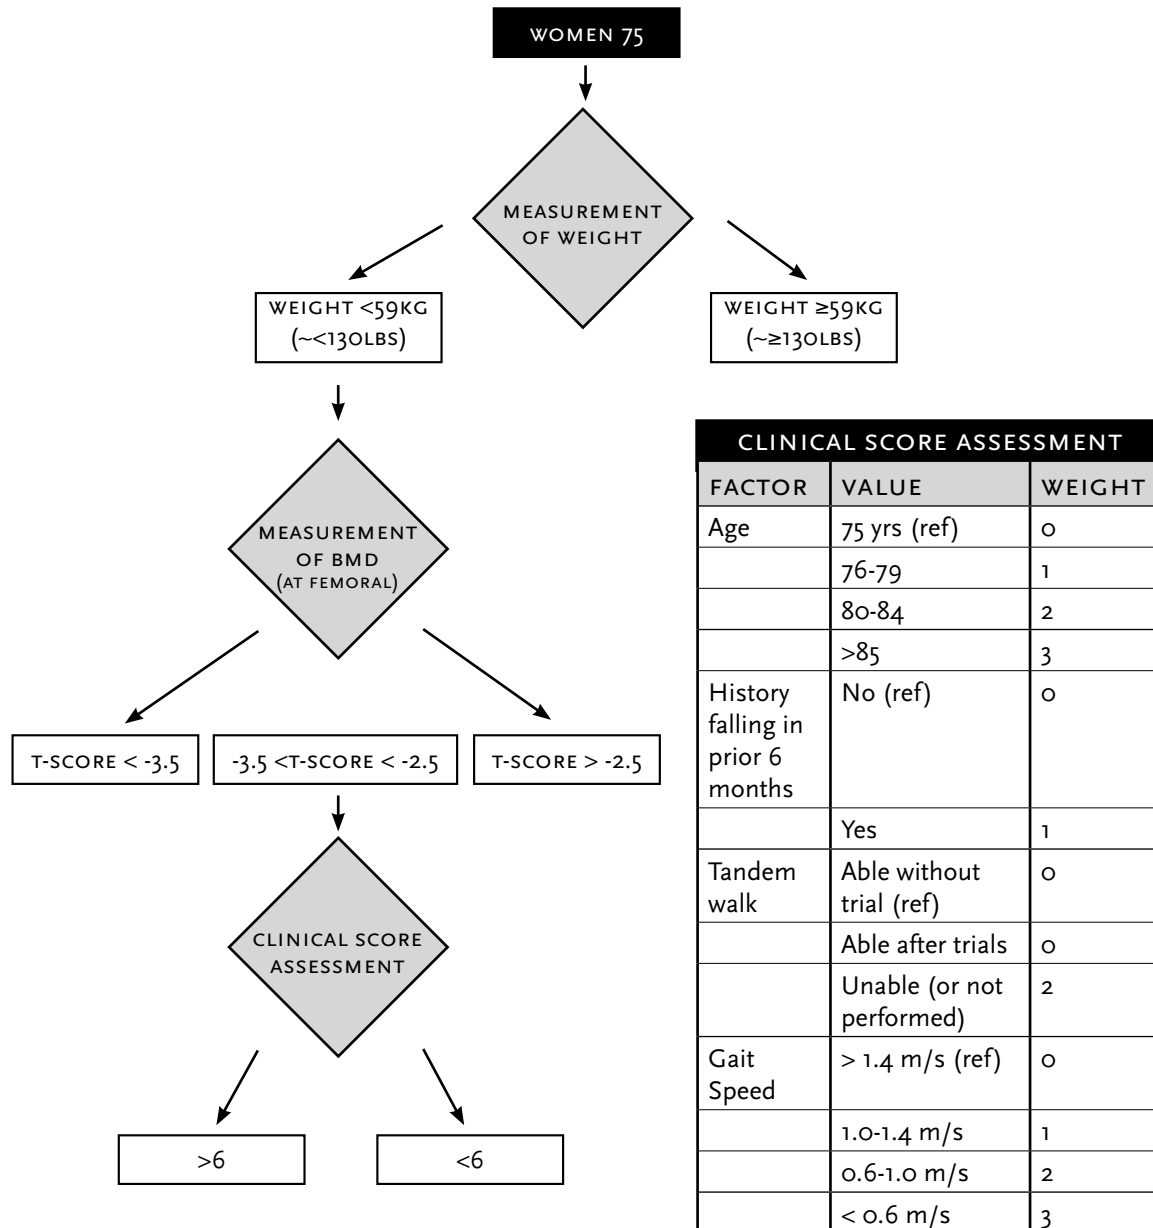 WOMEN 75
MEASUREMENT
OF WEIGHT
WEIGHT <59KG
(~<130LBS)
WEIGHT ≥59KG
(~≥130LBS)
MEASUREMENT
OF BMD
(AT FEMORAL)
T-SCORE < -3.5
-3.5 <T-SCORE < -2.5
T-SCORE > -2.5
CLINICAL SCORE
ASSESSMENT
>6
<6
CLINICAL SCORE ASSESSMENT
FACTOR VALUE WEIGHT
Age 75 yrs (ref) 0
76-79 1
80-84 2
>85 3
History No (ref) 0
falling in
prior 6
months
Yes 1
Tandem Able without 0
walk trial (ref)
Able after trials 0
Unable (or not 2
performed)
Gait > 1.4 m/s (ref) 0
Speed
1.0-1.4 m/s 1
0.6-1.0 m/s 2
< 0.6 m/s 3